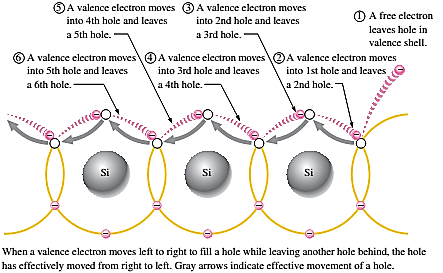 ⑤ A valence electron moves
into 4th hole and leaves
a 5th hole.
③ A valence electron moves
into 2nd hole and leaves
a 3rd hole.
① A free electron
leaves hole in
valence shell.
⑥ A valence electron moves
into 5th hole and leaves
a 6th hole.
④ A valence electron moves
into 3rd hole and leaves
a 4th hole.
② A valence electron moves
into 1st hole and leaves
a 2nd hole.
Si
Si
Si
When a valence electron moves left to right to fill a hole while leaving another hole behind, the hole
has effectively moved from right to left. Gray arrows indicate effective movement of a hole.